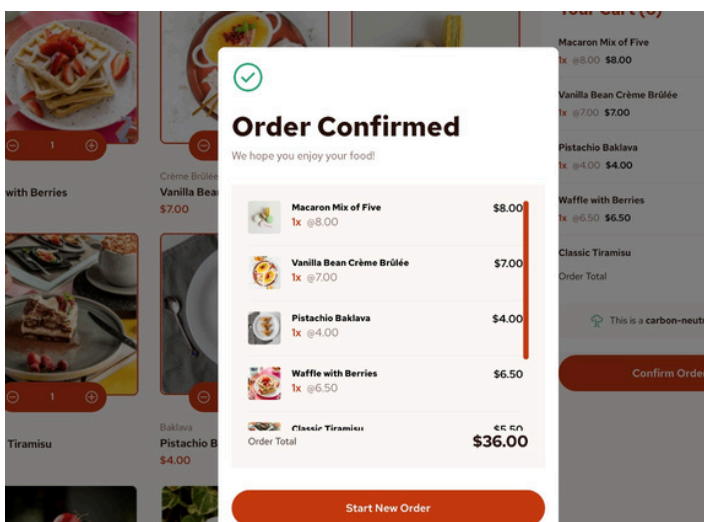 Your Cart (6)
Macaron Mix of Five
1x @8.00 $8.00
Vanilla Bean Crème Brûlée
1x @7.00 $7.00
Pistachio Baklava
1x @4.00 $4.00
Waffle with Berries
1x @6.50 $6.50
Classic Tiramisu
Order Total
This is a carbon-neut
Confirm Orde
1
with Berries
Crème Brûlée
Vanilla Bea
$7.00
1
Tiramisu
Baklava
Pistachio B
$4.00
Order Confirmed
We hope you enjoy your food!
Macaron Mix of Five
$8.00
1x @8.00
Vanilla Bean Crème Brûlée
$7.00
1x @7.00
Pistachio Baklava
$4.00
1x @4.00
Waffle with Berries
$6.50
1x @6.50
Classic Tiramisu
$5.50
Order Total
$36.00
Start New Order